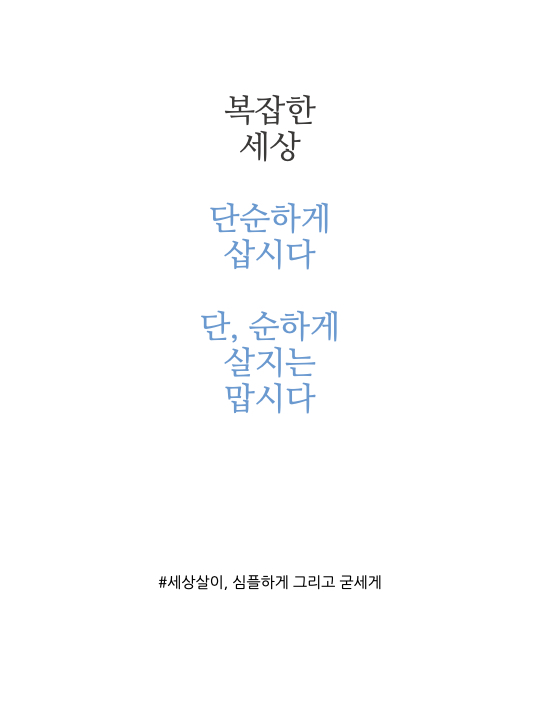 복잡한
세상
단순하게
삽시다
단, 순하게
살지는
맙시다
#세상살이, 심플하게 그리고 굳세게